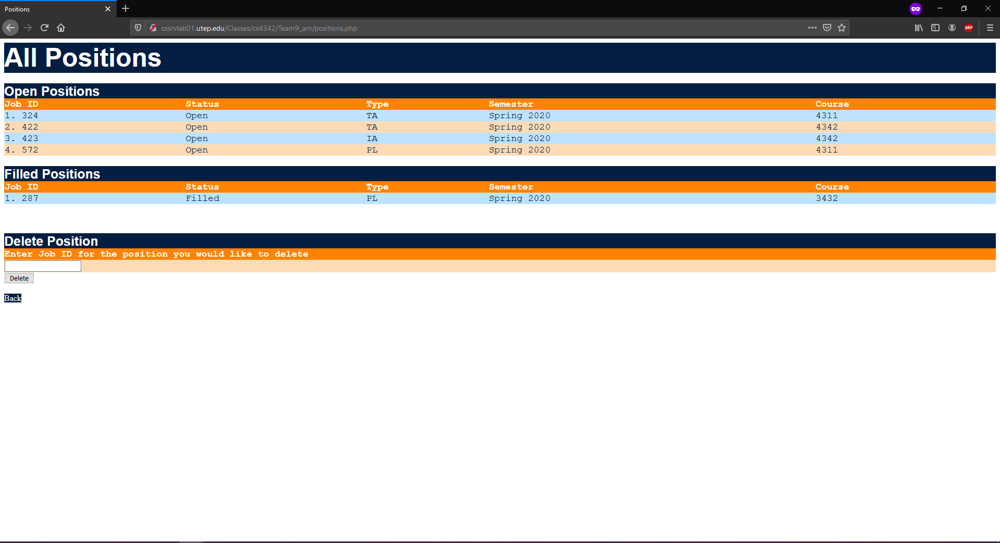 Positions
cssrvlab01.utep.edu/Classes/cs4342/Team9_am/positions.php
ABP
All Positions
Open Positions
Job ID Status Type Semester Course
1. 324 Open TA Spring 2020 4311
2. 422 Open TA Spring 2020 4342
3. 423 Open IA Spring 2020 4342
4. 572 Open PL Spring 2020 4311
Filled Positions
Job ID Status Type Semester Course
1. 287 Filled PL Spring 2020 3432
Delete Position
Enter Job ID for the position you would like to delete
Delete
Back